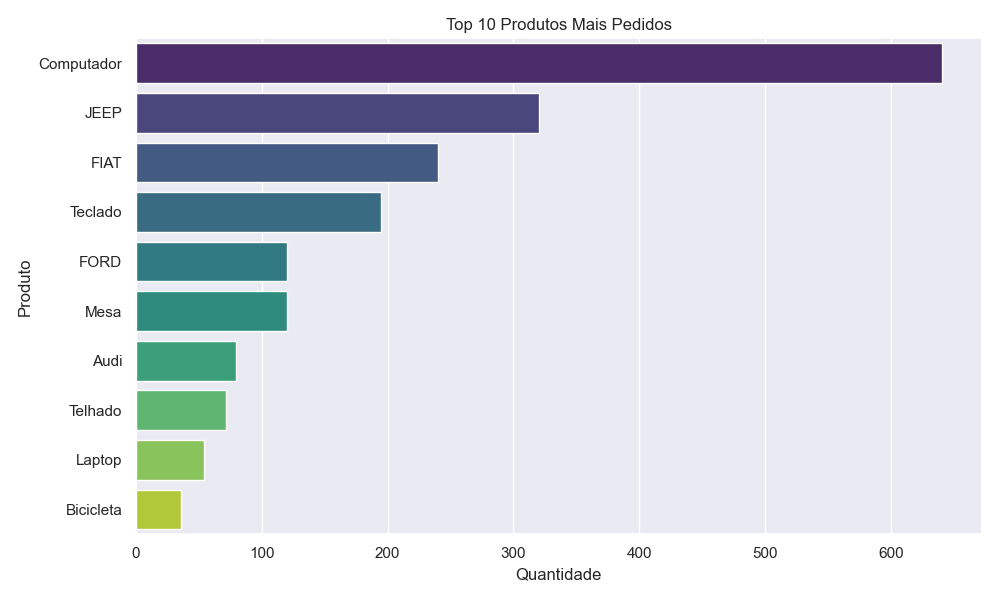 Top 10 Produtos Mais Pedidos
Produto
Computador
JEEP
FIAT
Teclado
FORD
Mesa
Audi
Telhado
Laptop
Bicicleta
0 100 200 300 400 500 600
Quantidade